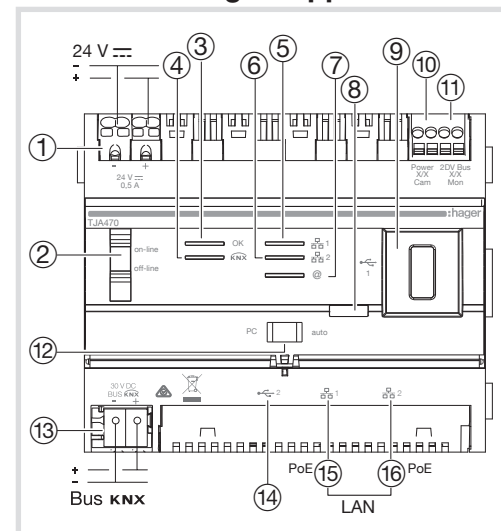 24 V
-
+
③
④
⑤
⑥
⑦
⑧
⑨
⑩
⑪
①
- +
24 V
0,5 A
Power 2DV Bus
X/X X/X
Cam Mon
TJA470
:hager
②
on-line
off-line
OK
KNX
1
2
@
1
PC auto
⑫
30 V DC
BUS KNX
- +
2
1
2
⑬
+
-
Bus KNX
⑭
PoE ⑮
⑯ PoE
LAN